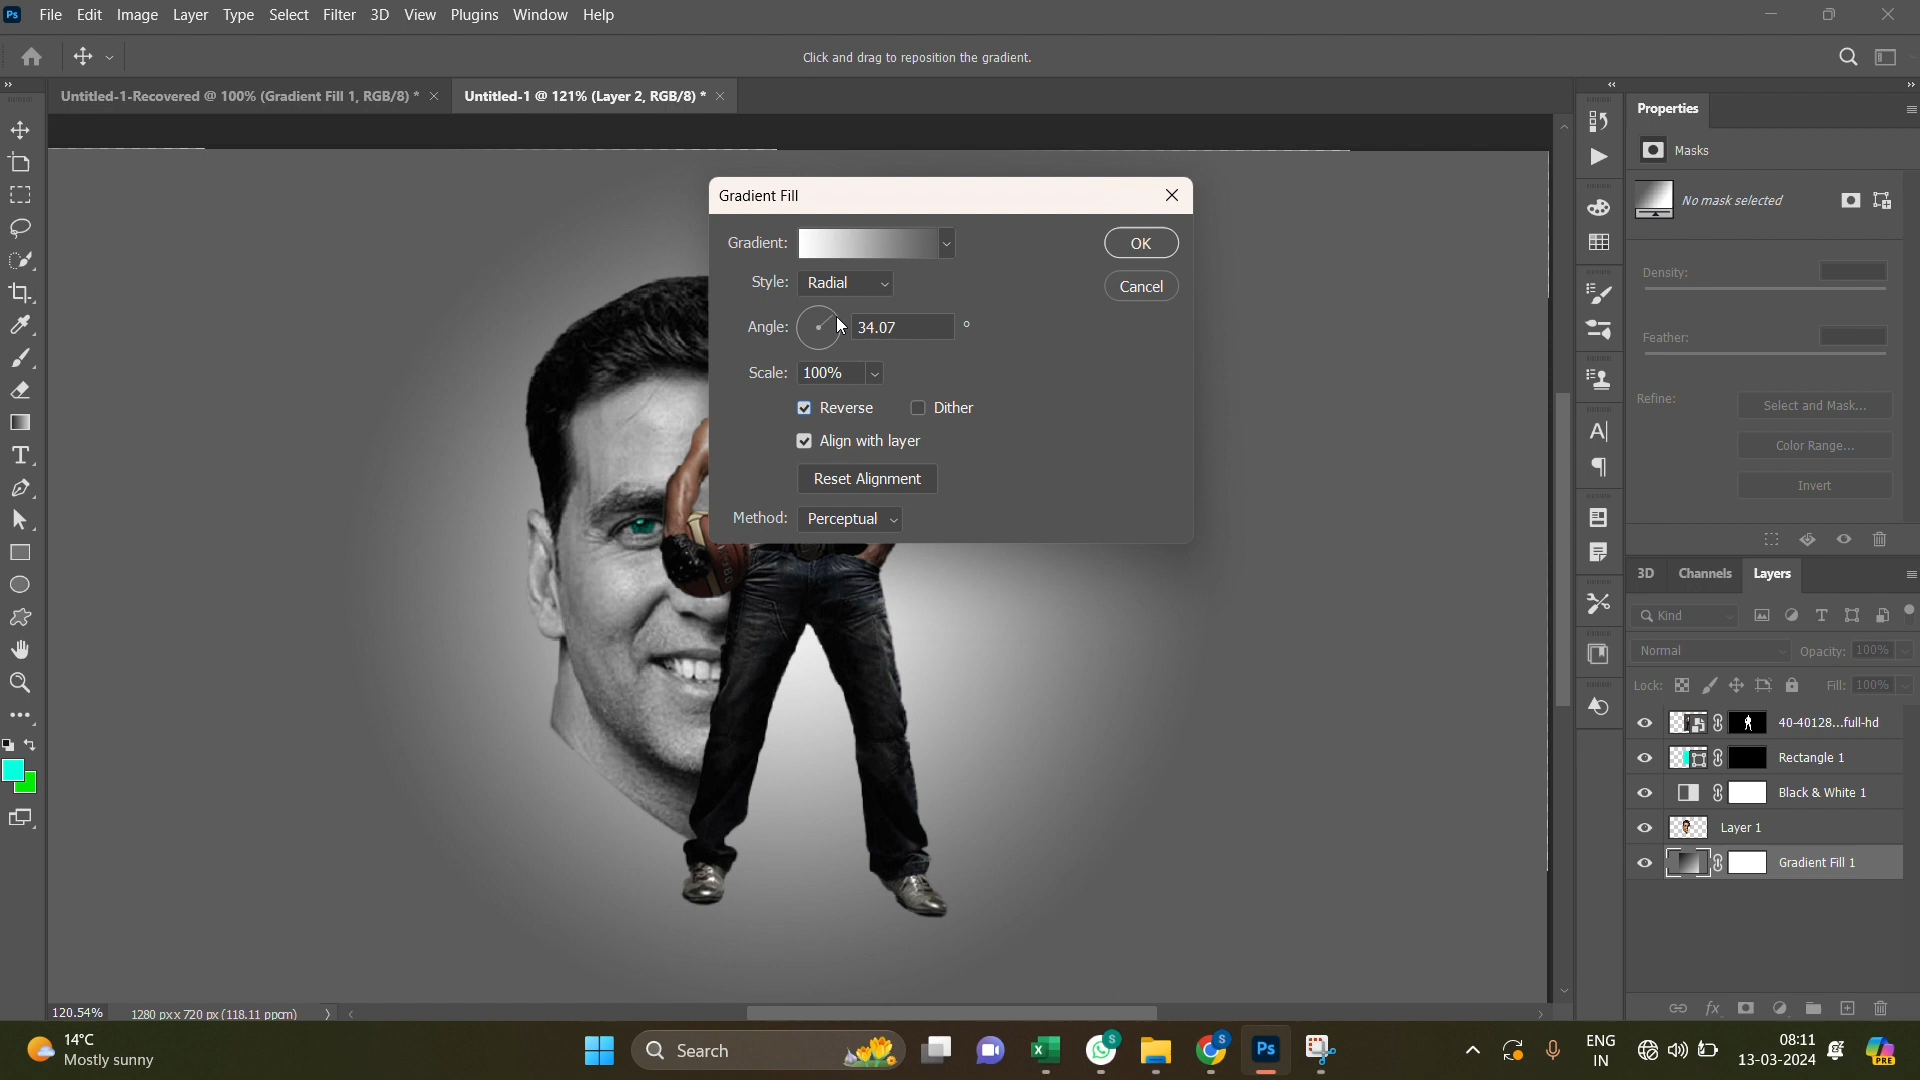 Ps File Edit Image Layer Type Select Filter 3D View Plugins Window Help
Click and drag to reposition the gradient.
Untitled-1-Recovered @ 100% (Gradient Fill 1, RGB/8) * ×
Untitled-1 @ 121% (Layer 2, RGB/8) * ×
Properties
Masks
No mask selected
Density:
Feather:
Refine:
Select and Mask...
Color Range...
Invert
Gradient Fill
Gradient:
OK
Style: Radial
Cancel
Angle: 34.07 °
Scale: 100%
Reverse Dither
Align with layer
Reset Alignment
Method: Perceptual
3D Channels Layers
Kind
Normal Opacity: 100%
Lock: Fill: 100%
40-40128...full-hd
Rectangle 1
Black & White 1
Layer 1
Gradient Fill 1
120.54% 1280 px x 720 px (118.11 ppcm)
14°C
Mostly sunny
Search
ENG
IN
08:11
13-03-2024